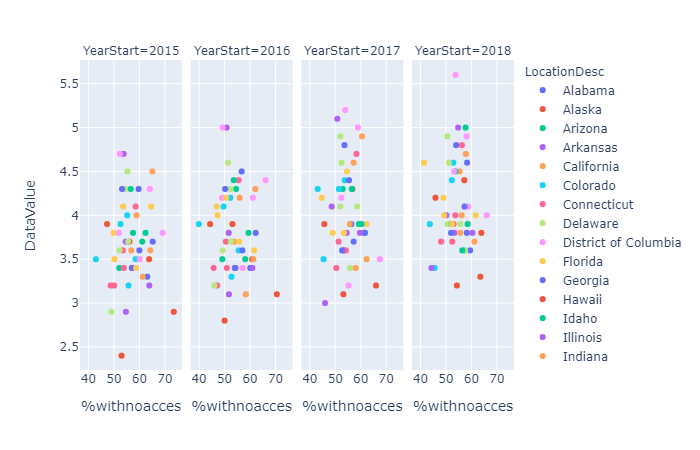 YearStart=2015 YearStart=2016 YearStart=2017 YearStart=2018
DataValue
5.5
5
4.5
4
3.5
3
2.5
40 50 60 70 40 50 60 70 40 50 60 70 40 50 60 70
%withnoacces %withnoacces %withnoacces %withnoacces
LocationDesc
Alabama
Alaska
Arizona
Arkansas
California
Colorado
Connecticut
Delaware
District of Columbia
Florida
Georgia
Hawaii
Idaho
Illinois
Indiana